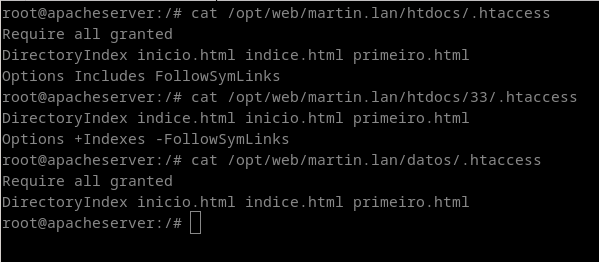 root@apacheserver:/# cat /opt/web/martin.lan/htdocs/.htaccess
Require all granted
DirectoryIndex inicio.html indice.html primeiro.html
Options Includes FollowSymLinks
root@apacheserver:/# cat /opt/web/martin.lan/htdocs/33/.htaccess
DirectoryIndex indice.html inicio.html primeiro.html
Options +Indexes -FollowSymLinks
root@apacheserver:/# cat /opt/web/martin.lan/datos/.htaccess
Require all granted
DirectoryIndex inicio.html indice.html primeiro.html
root@apacheserver:/#